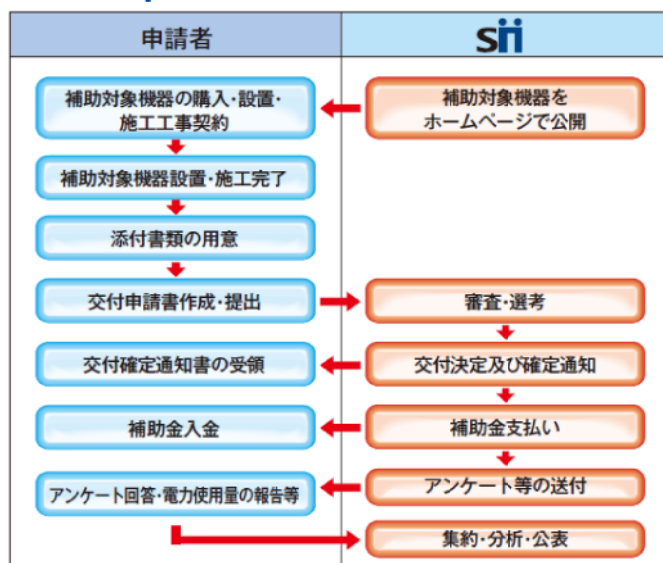 申請者
sii
補助対象機器の購入・設置・
施工工事契約
補助対象機器を
ホームページで公開
補助対象機器設置・施工完了
添付書類の用意
交付申請書作成・提出
審査・選考
交付確定通知書の受領
交付決定及び確定通知
補助金入金
補助金支払い
アンケート回答・電力使用量の報告等
アンケート等の送付
集約・分析・公表